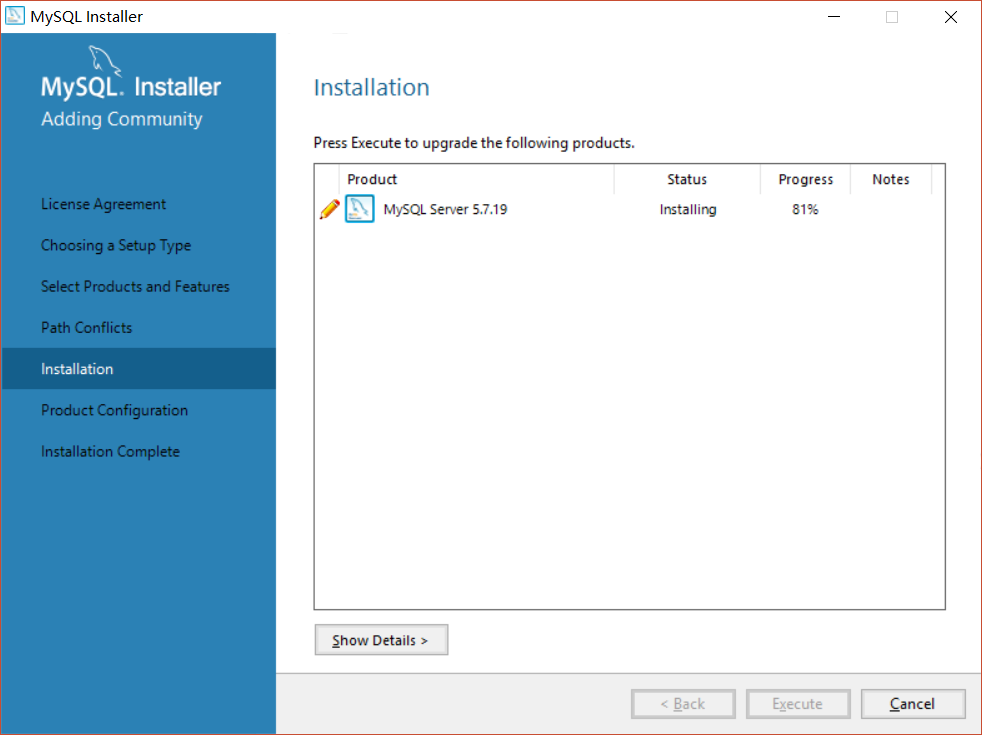 MySQL Installer
MySQL. Installer
Adding Community
License Agreement
Choosing a Setup Type
Select Products and Features
Path Conflicts
Installation
Product Configuration
Installation Complete
Installation
Press Execute to upgrade the following products.
Product Status Progress Notes
MySQL Server 5.7.19 Installing 81%
Show Details >
< Back Execute Cancel